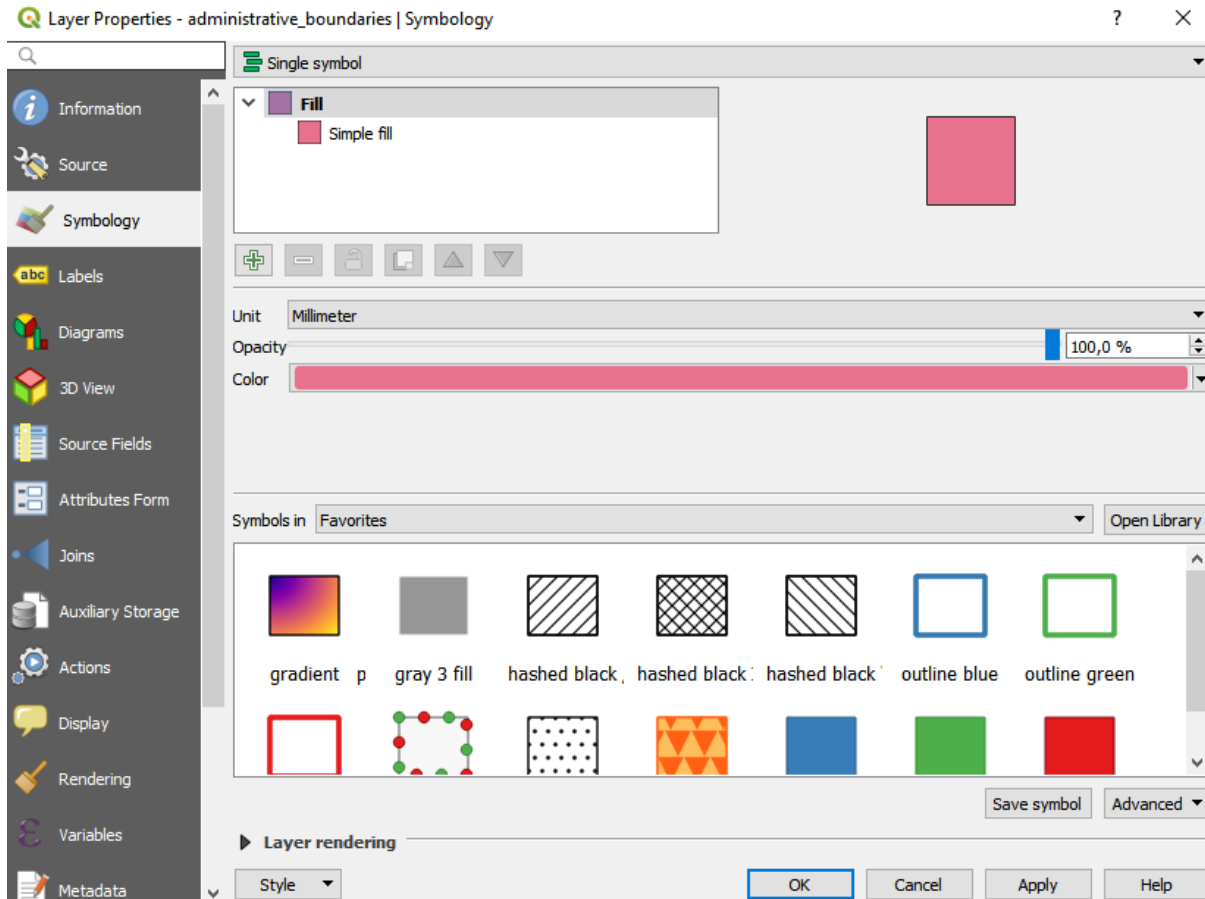 Layer Properties - administrative_boundaries | Symbology
?
Single symbol
Information
Source
Symbology
abc Labels
Diagrams
3D View
Source Fields
Attributes Form
Joins
Auxiliary Storage
Actions
Display
Rendering
Variables
Metadata
Fill
Simple fill
Unit Millimeter
Opacity 100,0 %
Color
Symbols in Favorites Open Library
gradient p gray 3 fill hashed black hashed black hashed black outline blue outline green
Save symbol Advanced
Layer rendering
Style OK Cancel Apply Help